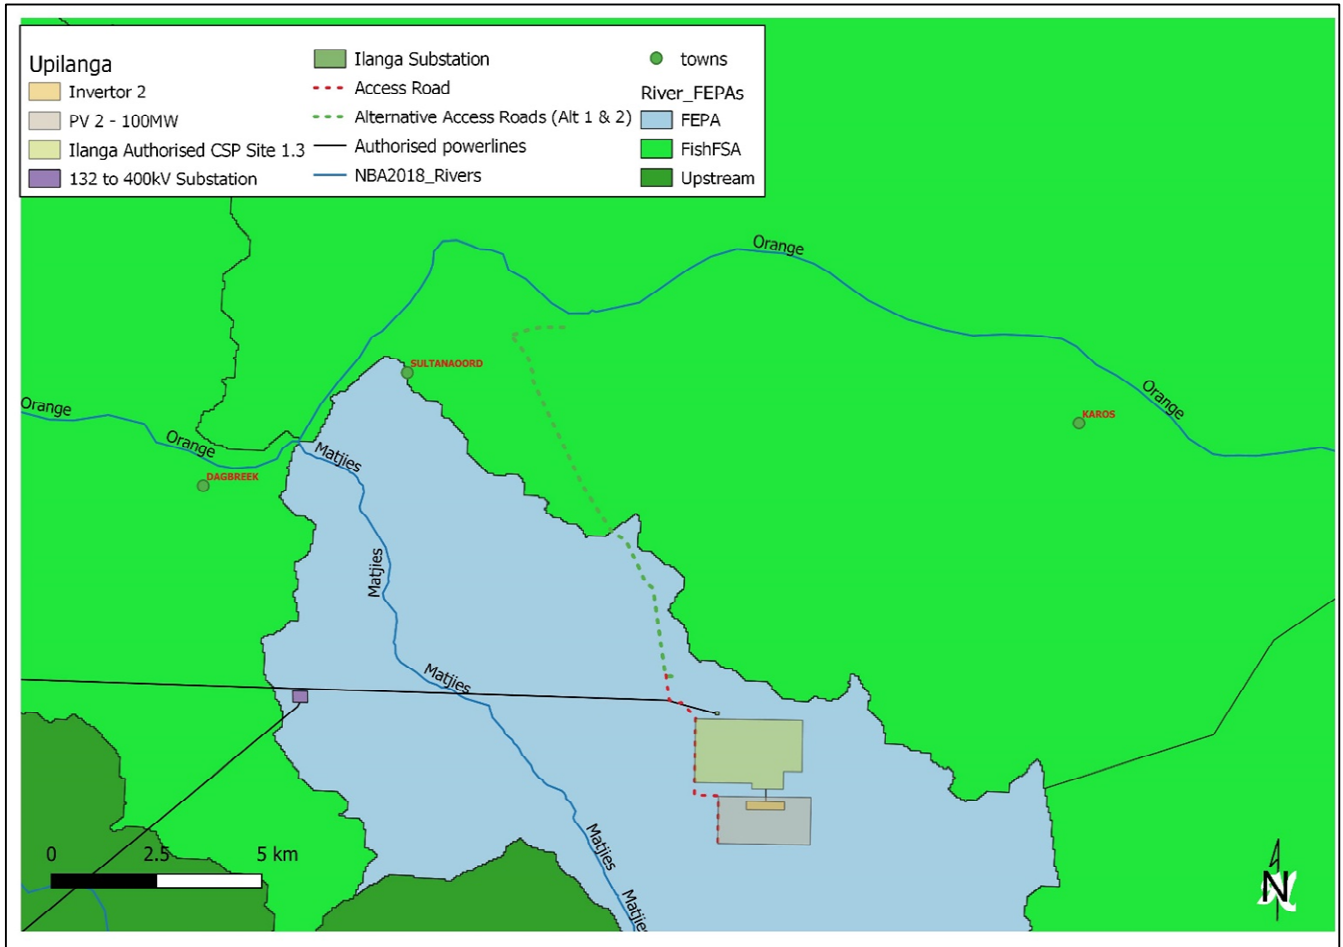 Upilanga
Invertor 2
PV 2 - 100MW
Ilanga Authorised CSP Site 1.3
132 to 400kV Substation
Ilanga Substation
Access Road
Alternative Access Roads (Alt 1 & 2)
Authorised powerlines
NBA2018_Rivers
towns
River_FEPAs
FEPA
FishFSA
Upstream
Orange
SULTANAOORD
Orange
Orange
KAROS
Orange
Matjies
DAGBREEK
Matjies
Matjies
Matjies
Matjies
0 2.5 5 km
N